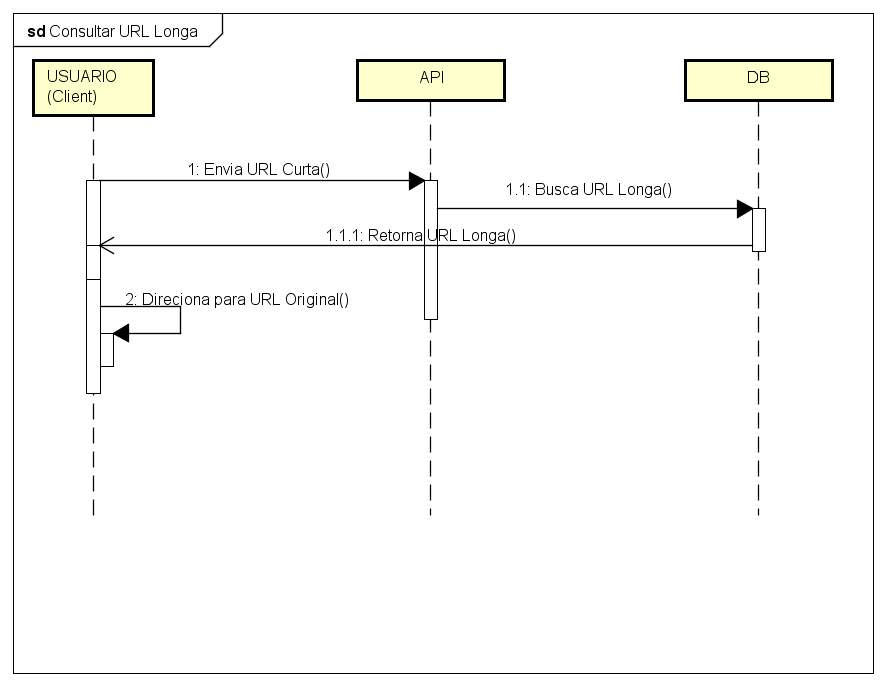 sd Consultar URL Longa
USUARIO
(Client)
API
DB
1: Envia URL Curta()
1.1: Busca URL Longa()
1.1.1: Retorna URL Longa()
2: Direciona para URL Original()